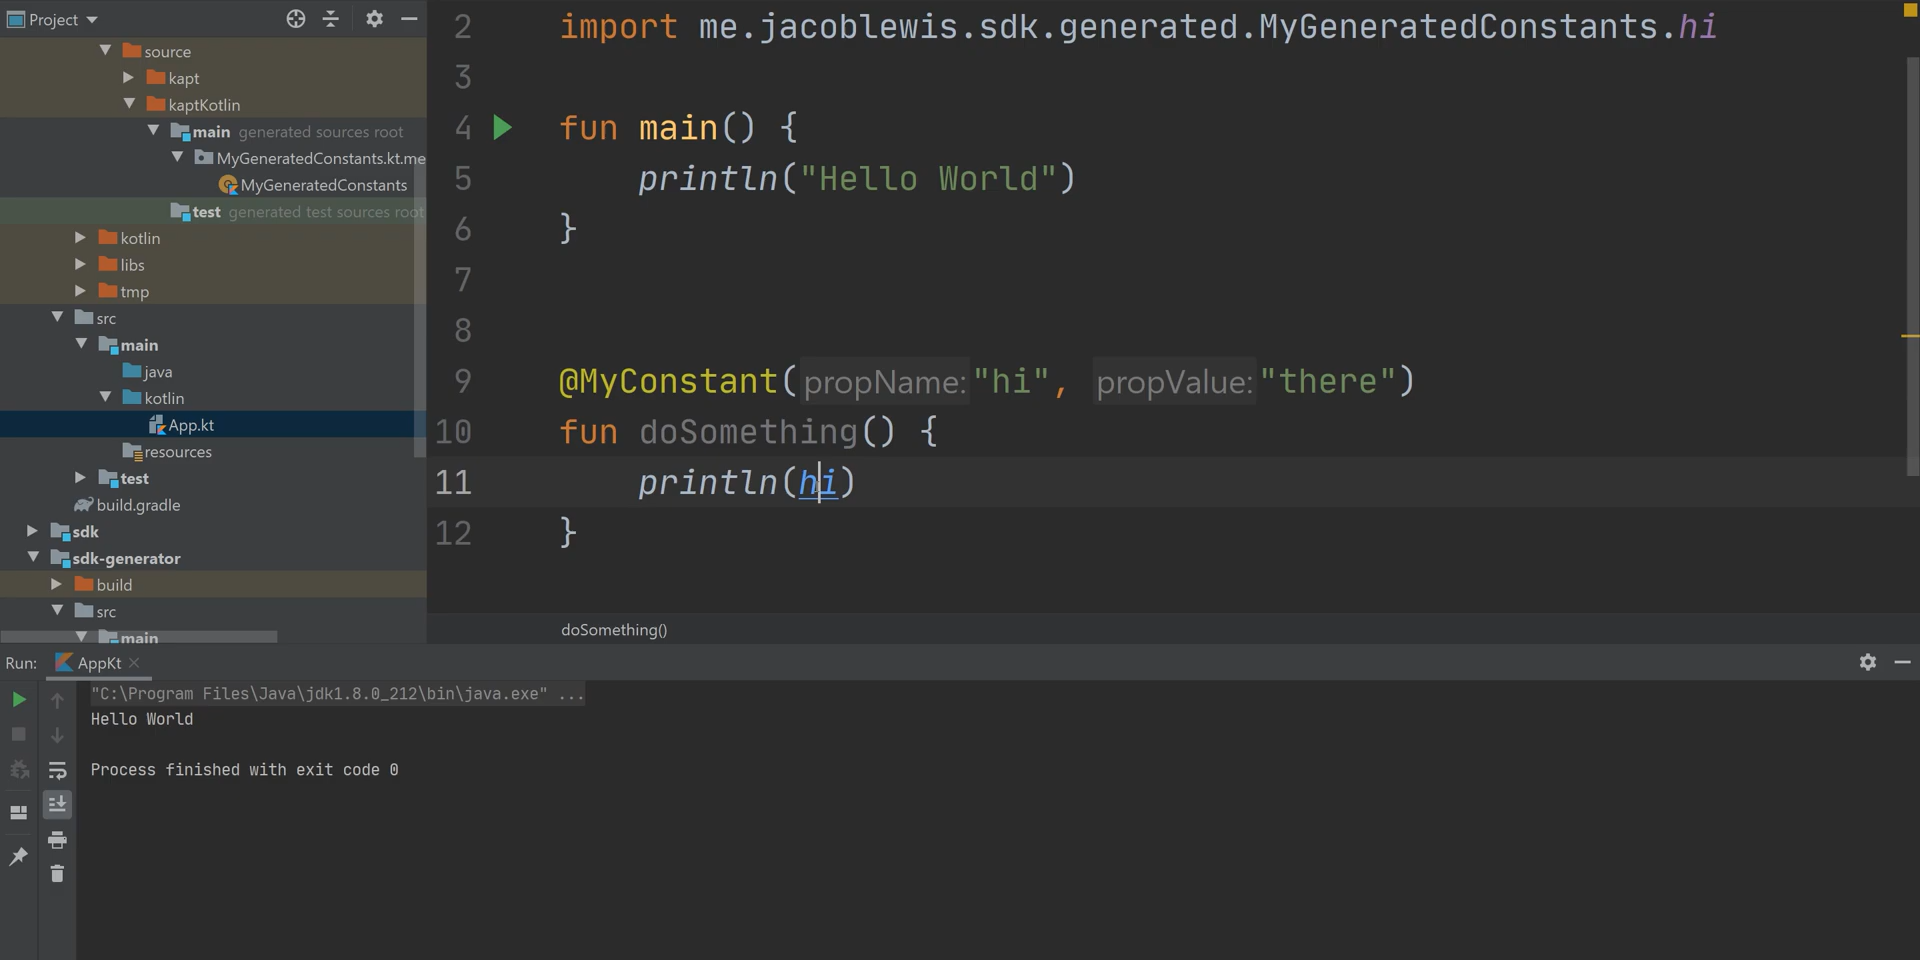 Project
source
kapt
kaptKotlin
main generated sources root
MyGeneratedConstants.kt.me
MyGeneratedConstants
test generated test sources root
kotlin
libs
tmp
src
main
java
kotlin
App.kt
resources
test
build.gradle
sdk
sdk-generator
build
src
main
2 import me.jacoblewis.sdk.generated.MyGeneratedConstants.hi
3
4 fun main() {
5 println("Hello World")
6 }
7
8
9 @MyConstant( propName: "hi", propValue: "there")
10 fun doSomething() {
11 println(hi)
12 }
doSomething()
Run: AppKt
"C:\Program Files\Java\jdk1.8.0_212\bin\java.exe" ...
Hello World
Process finished with exit code 0